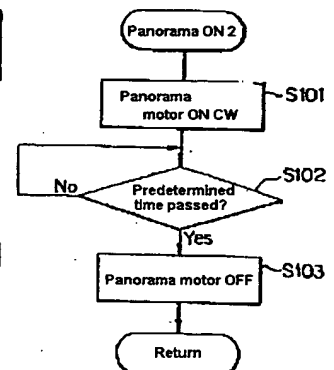 Panorama ON 2
Panorama
motor ON CW
S101
Predetermined
time passed?
S102
No
Yes
Panorama motor OFF
S103
Return